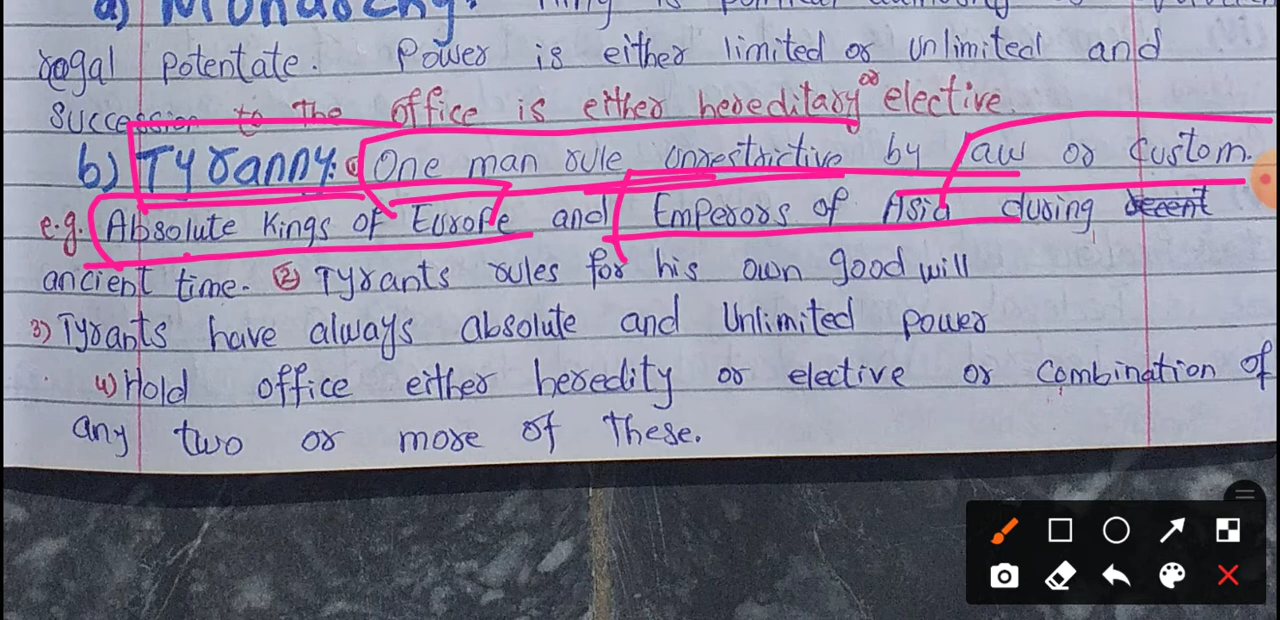 a) Monarchy:
regal potentate. Power is either limited or unlimited and
succession to the office is either hereditary or elective.
b) Tyranny: ① One man rule unrestrictive by law or custom.
e.g. Absolute Kings of Europe and Emperors of Asia during recent
ancient time. ② Tyrants rules for his own good will
3) Tyrants have always absolute and Unlimited power
4) Hold office either heredity or elective or combination of
any two or more of these.